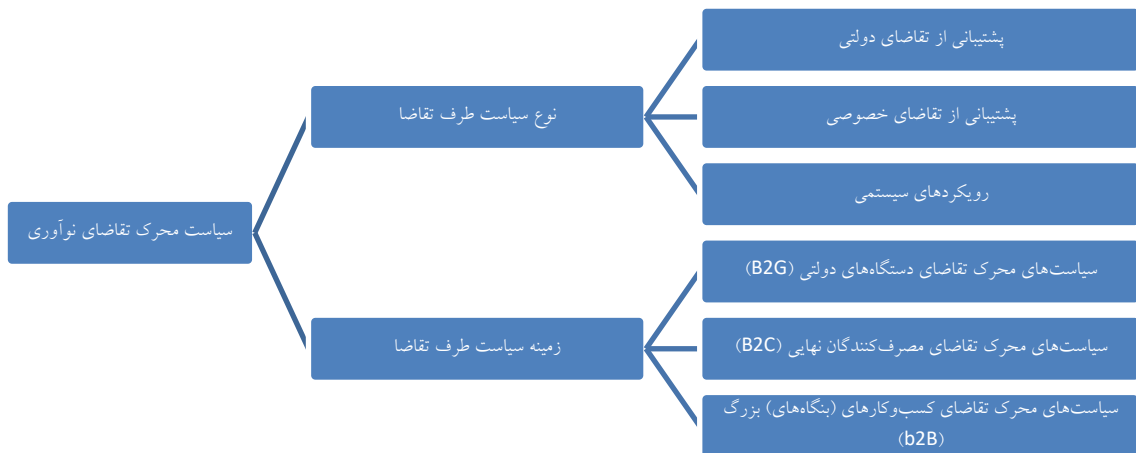 سیاست محرک تقاضای نوآوری
نوع سیاست طرف تقاضا
پشتیبانی از تقاضای دولتی
پشتیبانی از تقاضای خصوصی
رویکردهای سیستمی
زمینه سیاست طرف تقاضا
سیاست‌های محرک تقاضای دستگاه‌های دولتی (B2G)
سیاست‌های محرک تقاضای مصرف‌کنندگان نهایی (B2C)
سیاست‌های محرک تقاضای کسب‌وکارهای (بنگاه‌های) بزرگ
(b2B)